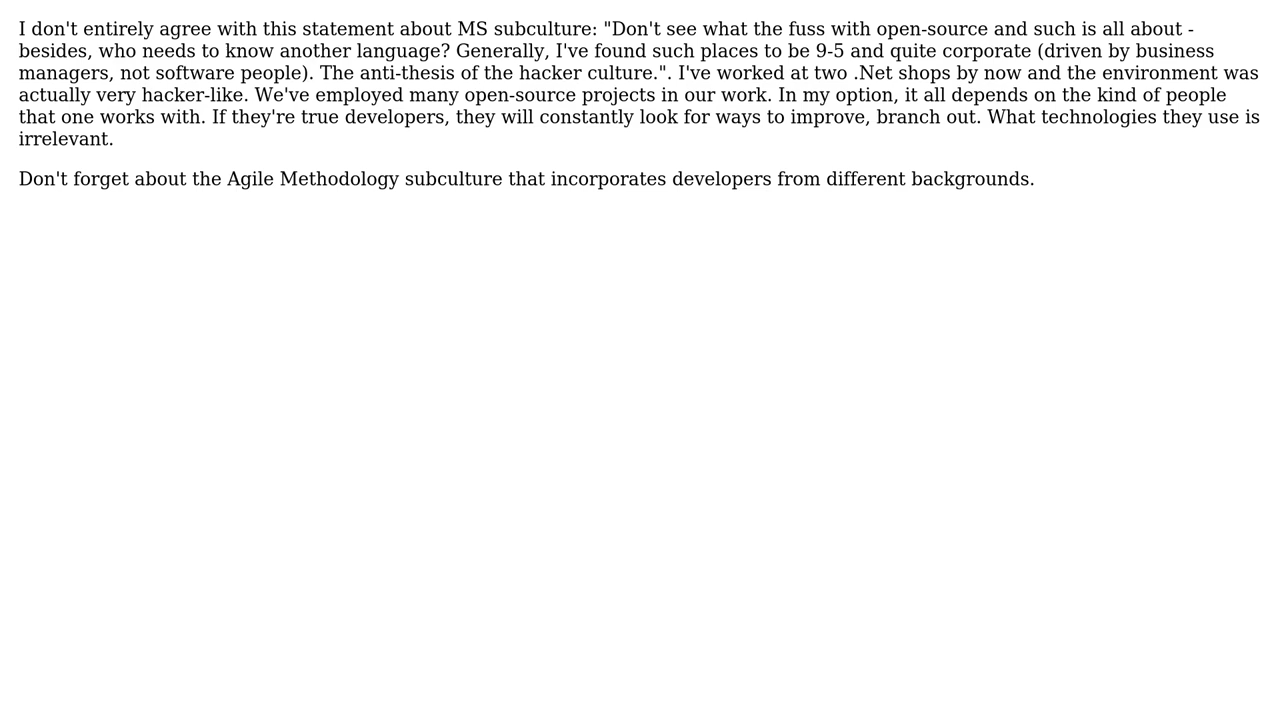 I don't entirely agree with this statement about MS subculture: "Don't see what the fuss with open-source and such is all about -
besides, who needs to know another language? Generally, I've found such places to be 9-5 and quite corporate (driven by business
managers, not software people). The anti-thesis of the hacker culture.". I've worked at two .Net shops by now and the environment was
actually very hacker-like. We've employed many open-source projects in our work. In my option, it all depends on the kind of people
that one works with. If they're true developers, they will constantly look for ways to improve, branch out. What technologies they use is
irrelevant.
Don't forget about the Agile Methodology subculture that incorporates developers from different backgrounds.